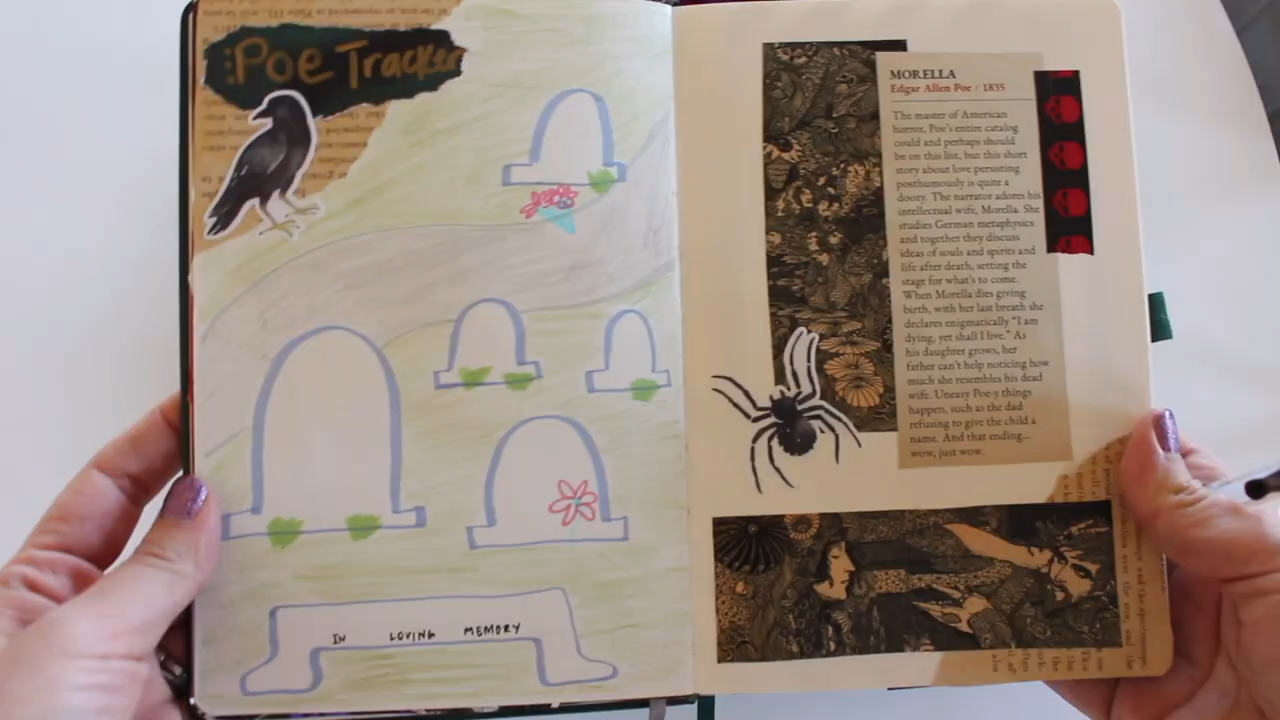 Poe Tracker
IN LOVING MEMORY
MORELLA
Edgar Allen Poe / 1835
The master of American
horror, Poe's entire catalog
could and perhaps should
be on this list, but this short
story about love persisting
posthumously is quite a
doozy. The narrator adores his
intellectual wife, Morella. She
studies German metaphysics
and together they discuss
ideas of souls and spirits and
life after death, setting the
stage for what's to come.
When Morella dies giving
birth, with her last breath she
declares enigmatically "I am
dying, yet shall I live." As
his daughter grows, her
father can't help noticing how
much she resembles his dead
wife. Uneasy Poe-y things
happen, such as the dad
refusing to give the child a
name. And that ending...
wow, just wow.